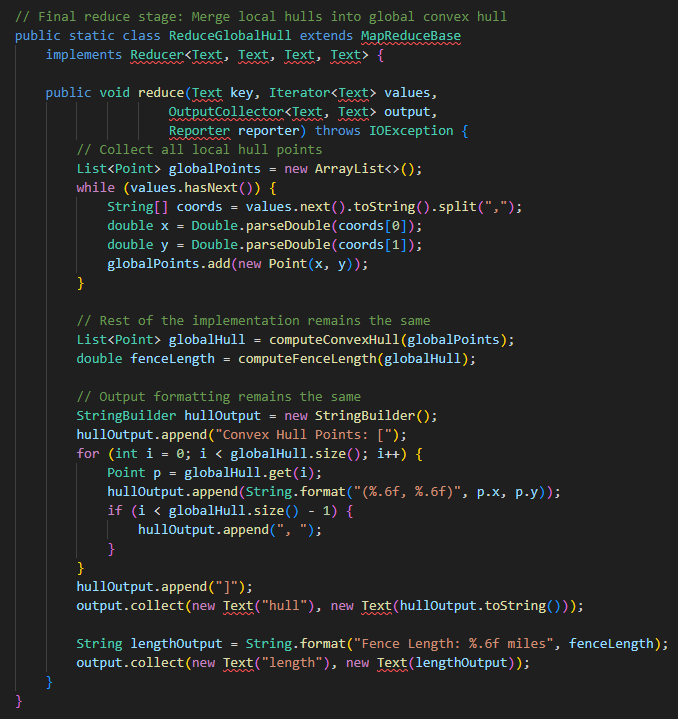 // Final reduce stage: Merge local hulls into global convex hull
public static class ReduceGlobalHull extends MapReduceBase
    implements Reducer<Text, Text, Text, Text> {

    public void reduce(Text key, Iterator<Text> values,
                    OutputCollector<Text, Text> output,
                    Reporter reporter) throws IOException {
        // Collect all local hull points
        List<Point> globalPoints = new ArrayList<>();
        while (values.hasNext()) {
            String[] coords = values.next().toString().split(",");
            double x = Double.parseDouble(coords[0]);
            double y = Double.parseDouble(coords[1]);
            globalPoints.add(new Point(x, y));
        }

        // Rest of the implementation remains the same
        List<Point> globalHull = computeConvexHull(globalPoints);
        double fenceLength = computeFenceLength(globalHull);

        // Output formatting remains the same
        StringBuilder hullOutput = new StringBuilder();
        hullOutput.append("Convex Hull Points: [");
        for (int i = 0; i < globalHull.size(); i++) {
            Point p = globalHull.get(i);
            hullOutput.append(String.format("(%.6f, %.6f)", p.x, p.y));
            if (i < globalHull.size() - 1) {
                hullOutput.append(", ");
            }
        }
        hullOutput.append("]");
        output.collect(new Text("hull"), new Text(hullOutput.toString()));

        String lengthOutput = String.format("Fence Length: %.6f miles", fenceLength);
        output.collect(new Text("length"), new Text(lengthOutput));
    }
}